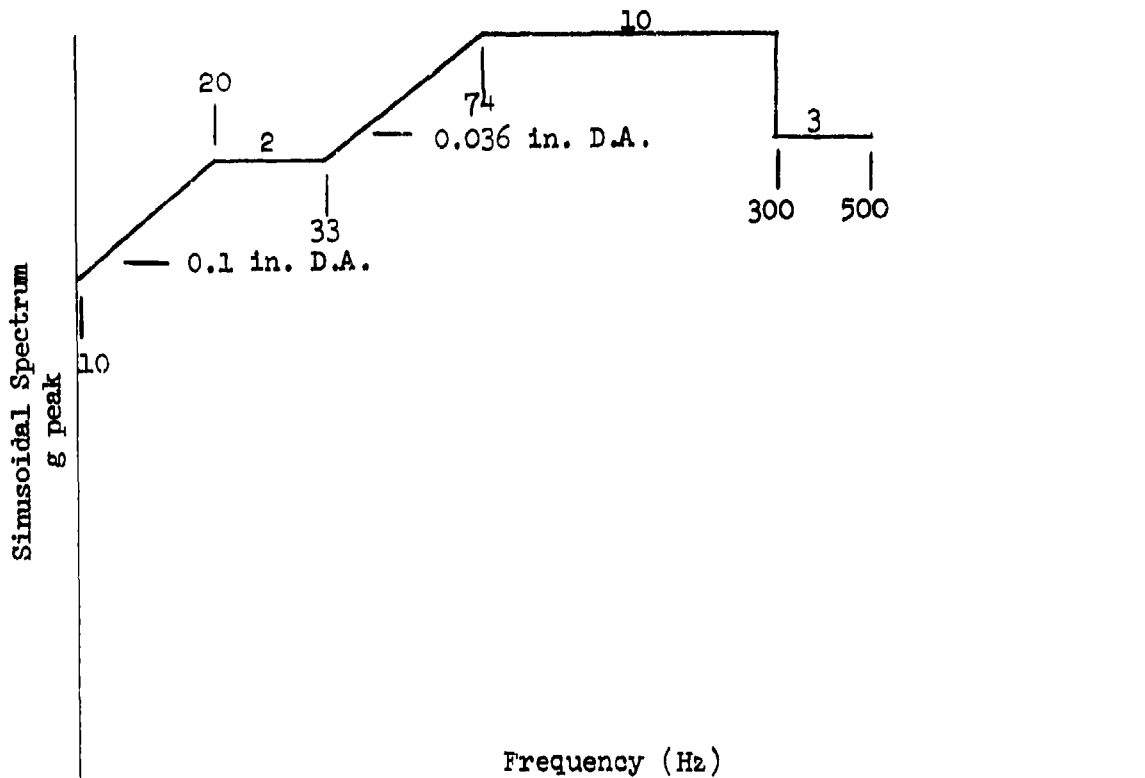 10
20
2
74
0.036 in. D.A.
3
300
500
33
0.1 in. D.A.
10
Sinusoidal Spectrum
g peak
Frequency (Hz)